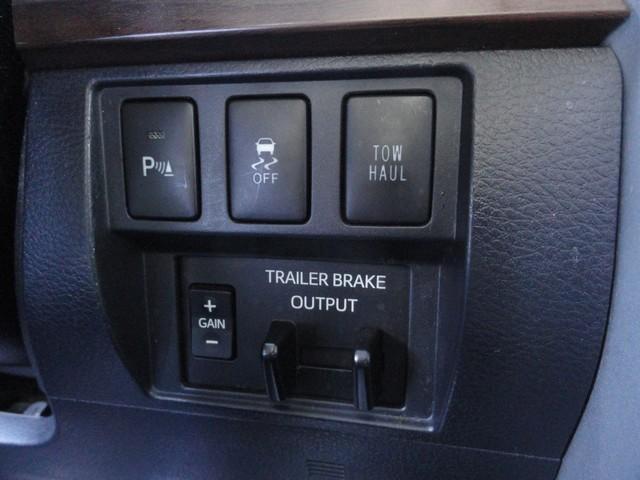 P
OFF
TOW
HAUL
TRAILER BRAKE
OUTPUT
+
GAIN
-